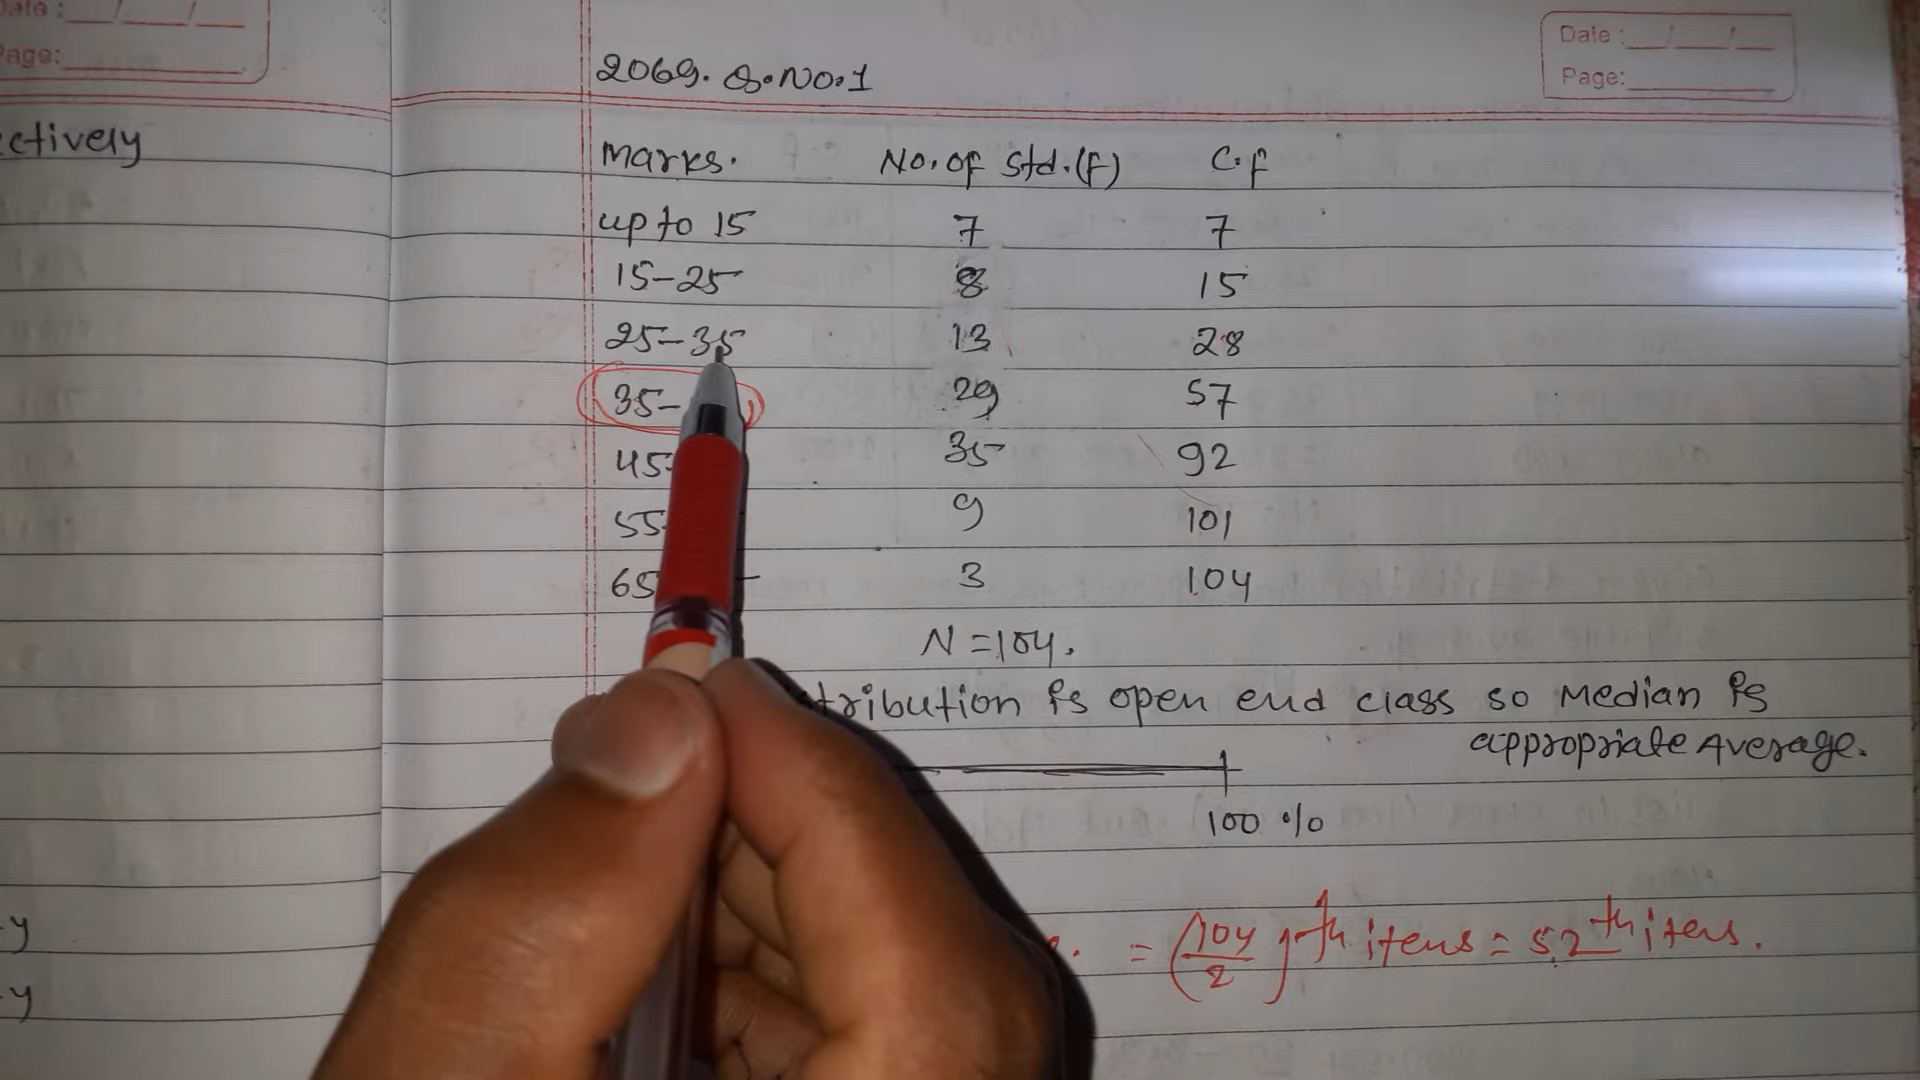 Date :
Page:
Date :
Page:
2069. Q.No.1
ctively
Marks. No. of Std.(F) C.f
up to 15 7 7
15-25 8 15
25-35 13 28
35- 29 57
45- 35 92
55- 9 101
65 - 3 104
N = 104.
tribution is open end class so Median is
appropriate Average.
100 %
= (104/2)th items = 52th items.
y
y